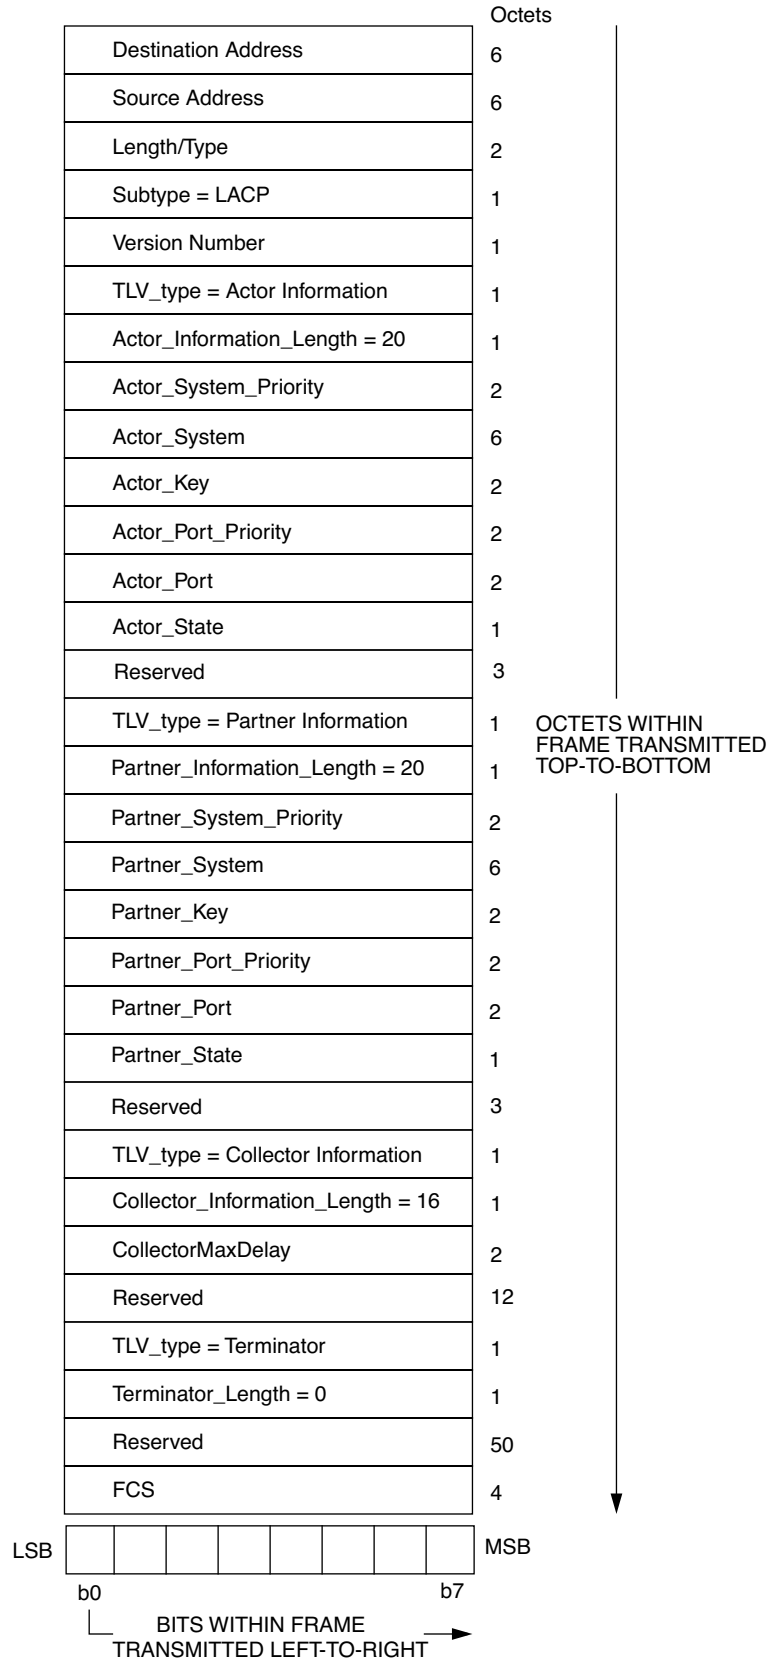 Octets
Destination Address 6
Source Address 6
Length/Type 2
Subtype = LACP 1
Version Number 1
TLV_type = Actor Information 1
Actor_Information_Length = 20 1
Actor_System_Priority 2
Actor_System 6
Actor_Key 2
Actor_Port_Priority 2
Actor_Port 2
Actor_State 1
Reserved 3
TLV_type = Partner Information 1
Partner_Information_Length = 20 1
Partner_System_Priority 2
Partner_System 6
Partner_Key 2
Partner_Port_Priority 2
Partner_Port 2
Partner_State 1
Reserved 3
TLV_type = Collector Information 1
Collector_Information_Length = 16 1
CollectorMaxDelay 2
Reserved 12
TLV_type = Terminator 1
Terminator_Length = 0 1
Reserved 50
FCS 4
OCTETS WITHIN
FRAME TRANSMITTED
TOP-TO-BOTTOM
LSB MSB
b0 b7
BITS WITHIN FRAME
TRANSMITTED LEFT-TO-RIGHT